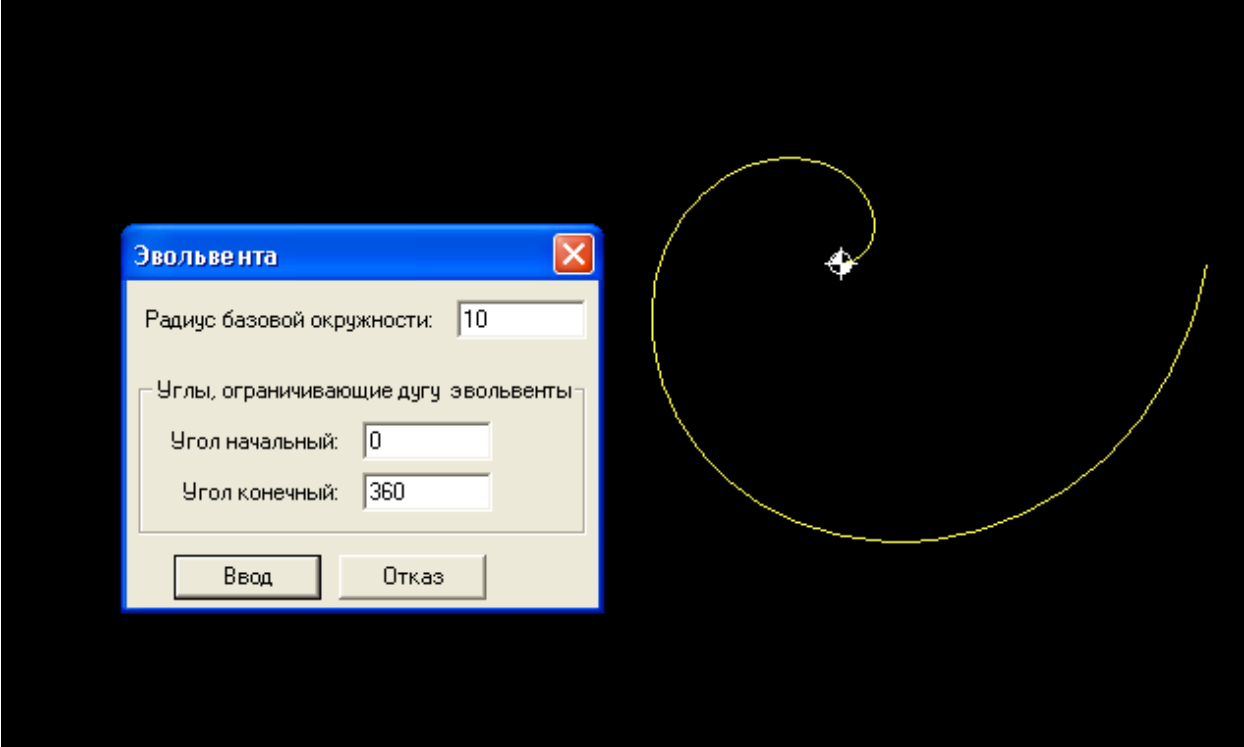 Эвольвента
Радиус базовой окружности: 10
Углы, ограничивающие дугу эвольвенты
Угол начальный: 0
Угол конечный: 360
Ввод Отказ